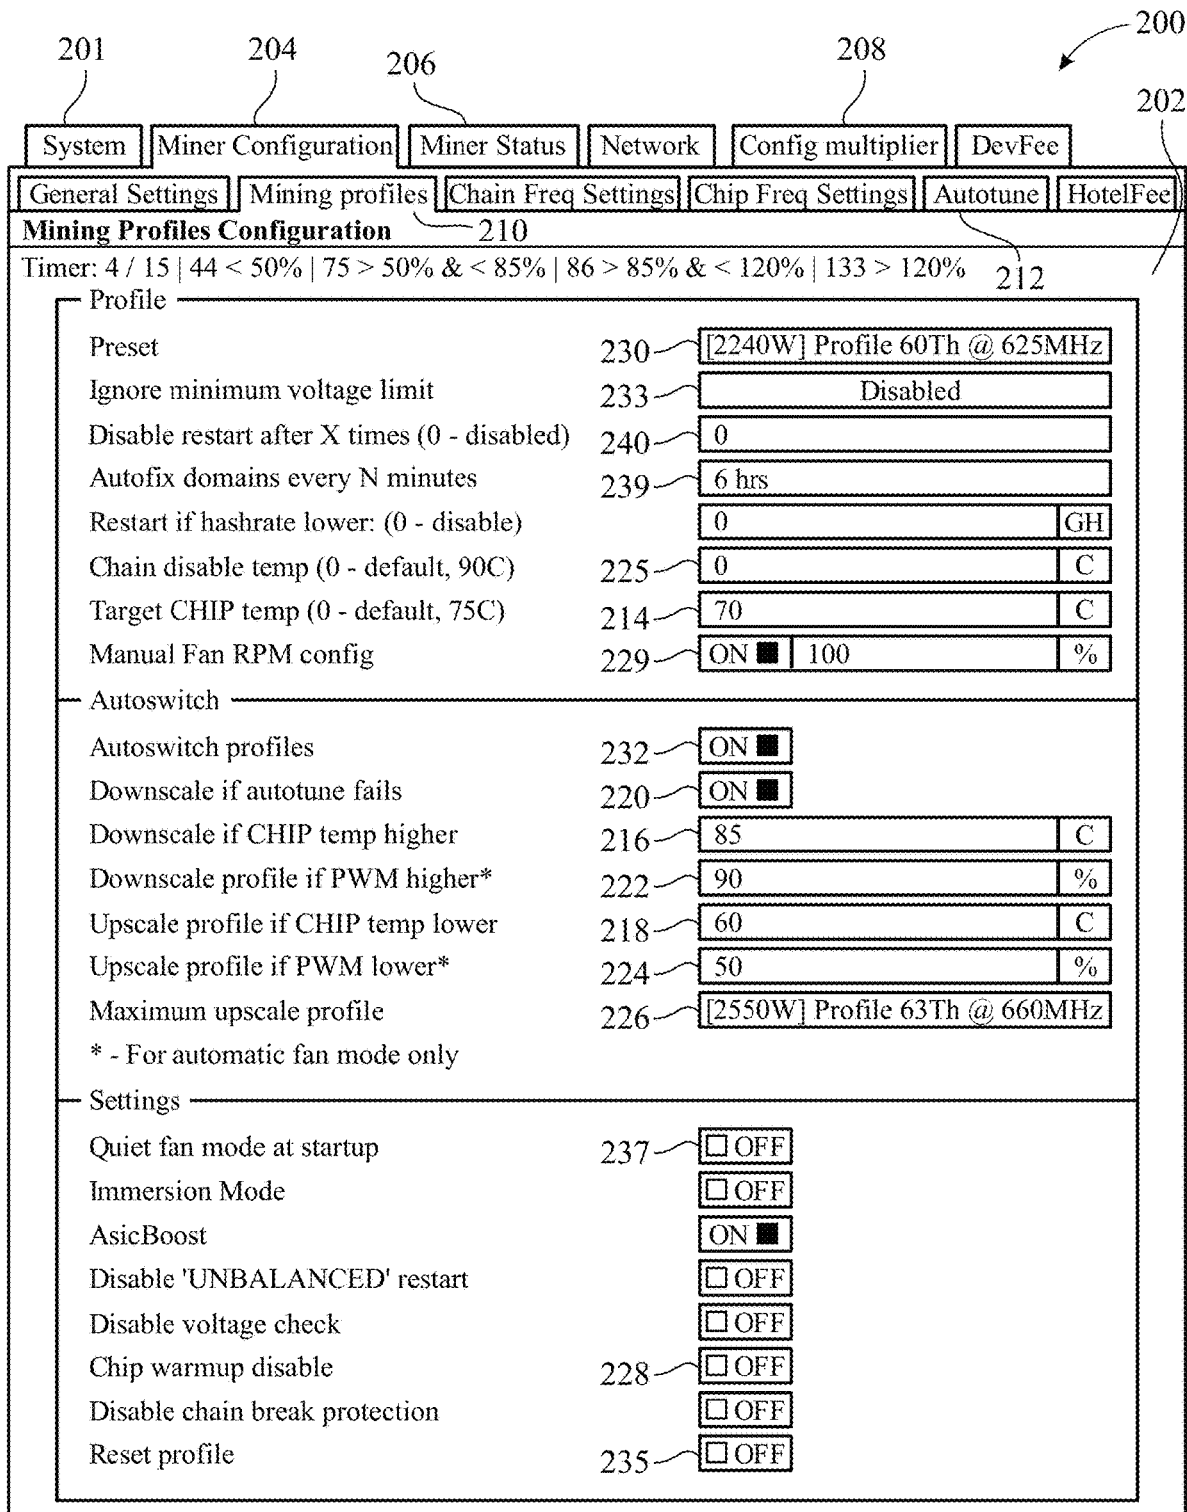 200
201 204 206 208
202
System Miner Configuration Miner Status Network Config multiplier DevFee
General Settings Mining profiles Chain Freq Settings Chip Freq Settings Autotune HotelFee
Mining Profiles Configuration 210
Timer: 4 / 15 | 44 < 50% | 75 > 50% & < 85% | 86 > 85% & < 120% | 133 > 120% 212
Profile
Preset 230 [2240W] Profile 60Th @ 625MHz
Ignore minimum voltage limit 233 Disabled
Disable restart after X times (0 - disabled) 240 0
Autofix domains every N minutes 239 6 hrs
Restart if hashrate lower: (0 - disable) 0 GH
Chain disable temp (0 - default, 90C) 225 0 C
Target CHIP temp (0 - default, 75C) 214 70 C
Manual Fan RPM config 229 ON 100 %
Autoswitch
Autoswitch profiles 232 ON
Downscale if autotune fails 220 ON
Downscale if CHIP temp higher 216 85 C
Downscale profile if PWM higher* 222 90 %
Upscale profile if CHIP temp lower 218 60 C
Upscale profile if PWM lower* 224 50 %
Maximum upscale profile 226 [2550W] Profile 63Th @ 660MHz
* - For automatic fan mode only
Settings
Quiet fan mode at startup 237 OFF
Immersion Mode OFF
AsicBoost ON
Disable 'UNBALANCED' restart OFF
Disable voltage check OFF
Chip warmup disable 228 OFF
Disable chain break protection OFF
Reset profile 235 OFF